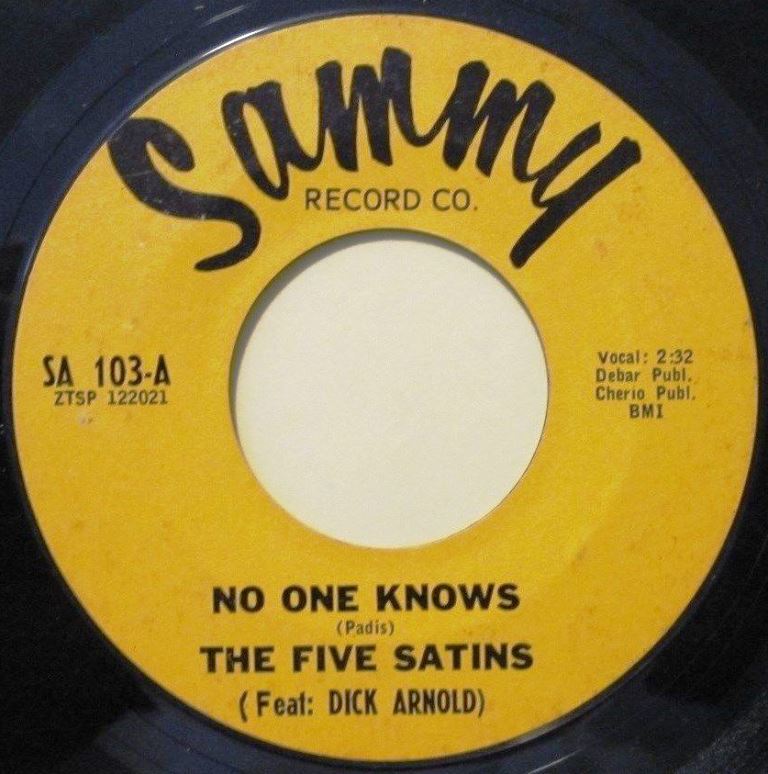 Sammy
RECORD CO.
SA 103-A
ZTSP 122021
Vocal: 2:32
Debar Publ.
Cherio Publ.
BMI
NO ONE KNOWS
(Padis)
THE FIVE SATINS
(Feat: DICK ARNOLD)